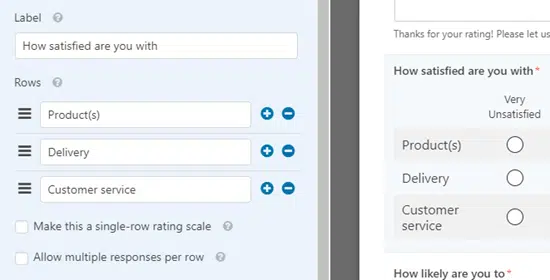 Label
How satisfied are you with
Rows
Product(s)
Delivery
Customer service
Make this a single-row rating scale
Allow multiple responses per row
Thanks for your rating! Please let us
How satisfied are you with *
Very
Unsatisfied
Product(s)
Delivery
Customer
service
How likely are you to *